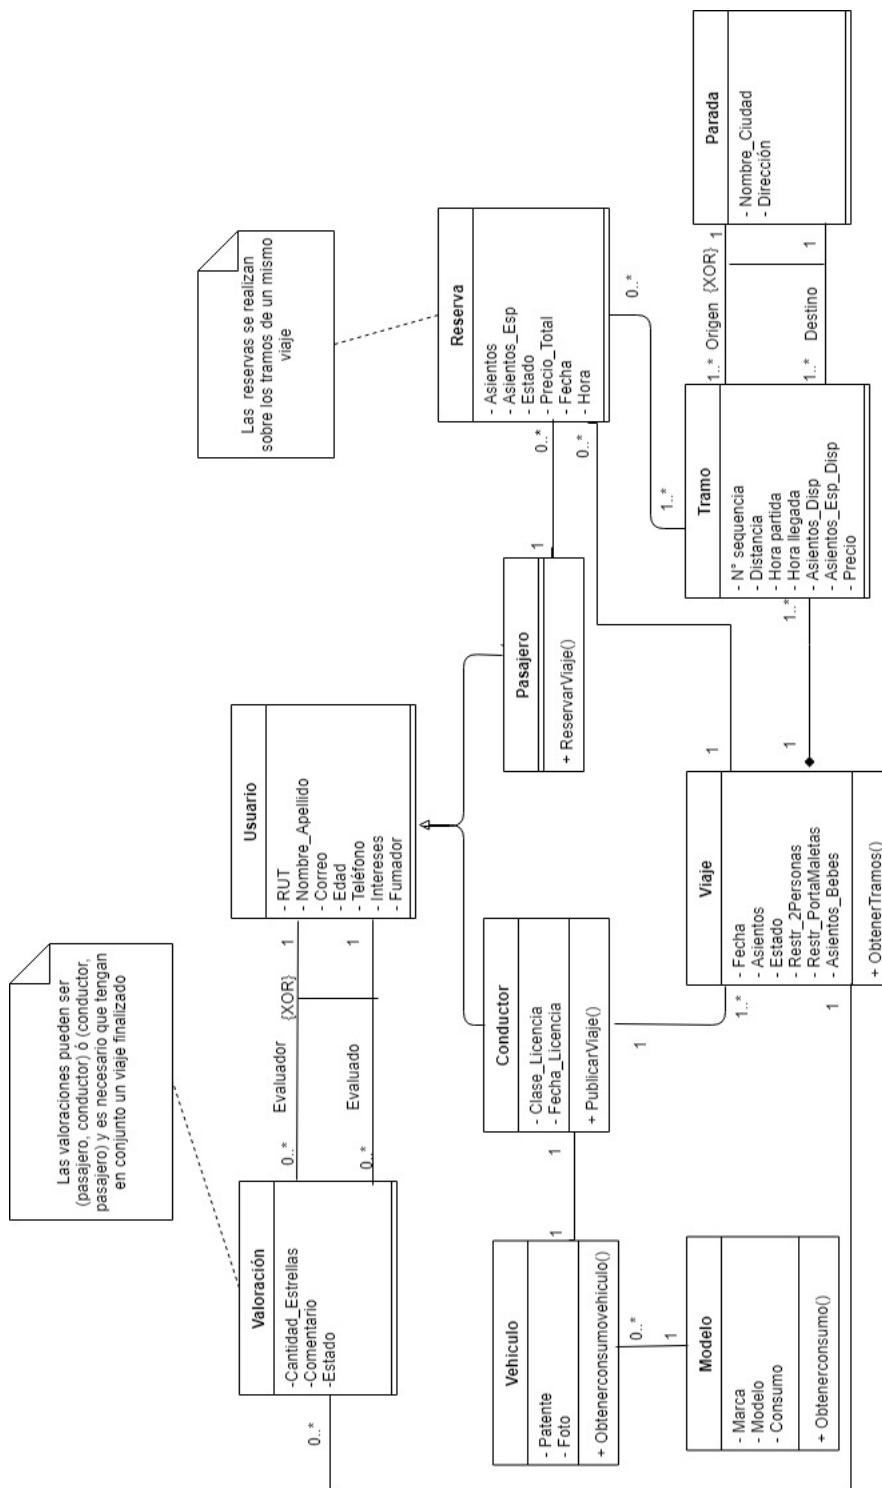 Las valoraciones pueden ser
(pasajero, conductor) ó (conductor,
pasajero) y es necesario que tengan
en conjunto un viaje finalizado
Las reservas se realizan
sobre los tramos de un mismo
viaje
Valoración
-Cantidad_Estrellas
-Comentario
-Estado
0..*
0..*
Evaluador
{XOR}
1
0..*
Evaluado
1
Usuario
- RUT
- Nombre_Apellido
- Correo
- Edad
- Teléfono
- Intereses
- Fumador
Vehiculo
- Patente
- Foto
+ Obtenerconsumovehiculo()
1
1
0..*
1
Conductor
- Clase_Licencia
- Fecha_Licencia
+ PublicarViaje()
1
1..*
Pasajero
+ ReservarViaje()
1
0..*
0..*
Reserva
- Asientos
- Asientos_Esp
- Estado
- Precio_Total
- Fecha
- Hora
0..*
1..*
Modelo
- Marca
- Modelo
- Consumo
+ Obtenerconsumo()
Viaje
- Fecha
- Asientos
- Estado
- Restr_2Personas
- Restr_PortaMaletas
- Asientos_Bebes
+ ObtenerTramos()
1
1
1
1..*
Tramo
- N° sequencia
- Distancia
- Hora partida
- Hora llegada
- Asientos_Disp
- Asientos_Esp_Disp
- Precio
1..* Origen {XOR} 1
1..* Destino 1
Parada
- Nombre_Ciudad
- Dirección